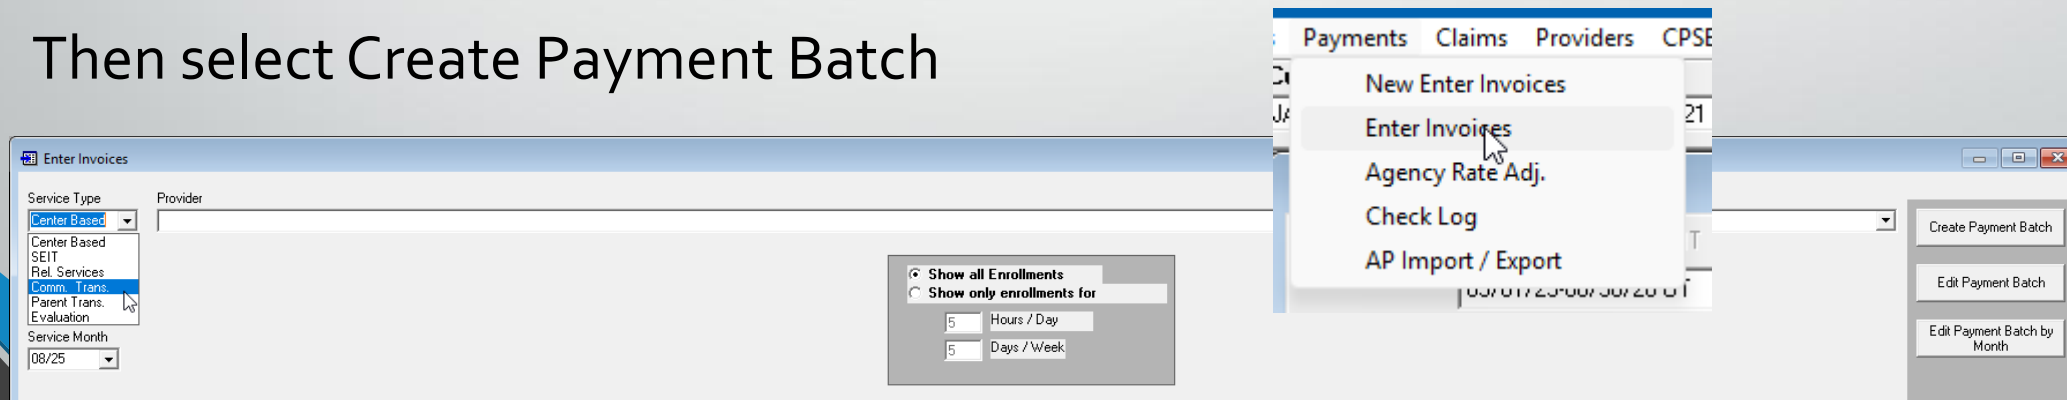 Then select Create Payment Batch
Payments Claims Providers CPSE
New Enter Invoices
Enter Invoices
Agency Rate Adj.
Check Log
AP Import / Export
21
Enter Invoices
Service Type Provider
Center Based
Center Based
SEIT
Rel. Services
Comm. Trans.
Parent Trans.
Evaluation
Service Month
08/25
Show all Enrollments
Show only enrollments for
5 Hours / Day
5 Days / Week
Create Payment Batch
Edit Payment Batch
Edit Payment Batch by
Month